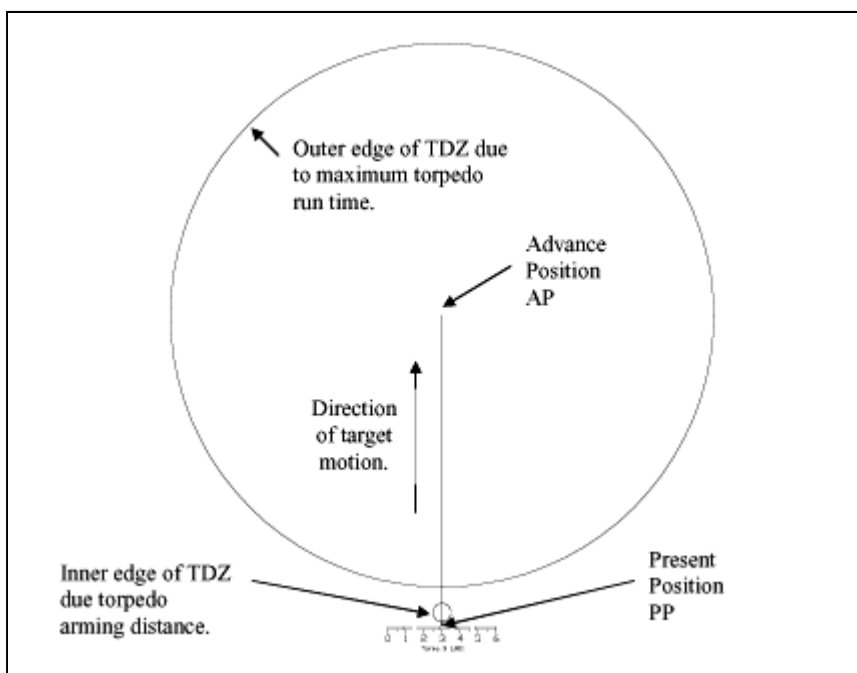 Outer edge of TDZ due
to maximum torpedo
run time.
Advance
Position
AP
Direction
of target
motion.
Inner edge of TDZ
due torpedo
arming distance.
Present
Position
PP
0 1 2 3 4 5 6